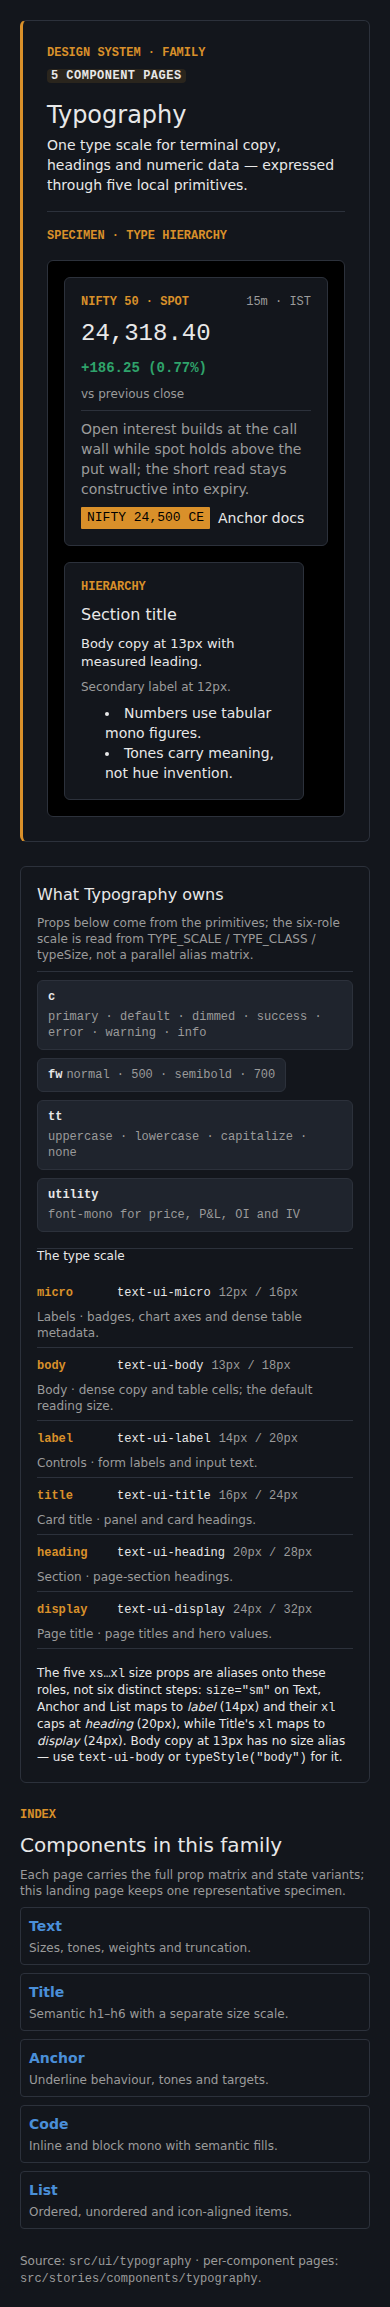 DESIGN SYSTEM · FAMILY
5 COMPONENT PAGES
Typography
One type scale for terminal copy,
headings and numeric data — expressed
through five local primitives.
SPECIMEN · TYPE HIERARCHY
NIFTY 50 · SPOT 15m · IST
24,318.40
+186.25 (0.77%)
vs previous close
Open interest builds at the call
wall while spot holds above the
put wall; the short read stays
constructive into expiry.
NIFTY 24,500 CE Anchor docs
HIERARCHY
Section title
Body copy at 13px with
measured leading.
Secondary label at 12px.
• Numbers use tabular
mono figures.
• Tones carry meaning,
not hue invention.
What Typography owns
Props below come from the primitives; the six-role
scale is read from TYPE_SCALE / TYPE_CLASS /
typeSize, not a parallel alias matrix.
c
primary · default · dimmed · success ·
error · warning · info
fw normal · 500 · semibold · 700
tt
uppercase · lowercase · capitalize ·
none
utility
font-mono for price, P&L, OI and IV
The type scale
micro text-ui-micro 12px / 16px
Labels · badges, chart axes and dense table
metadata.
body text-ui-body 13px / 18px
Body · dense copy and table cells; the default
reading size.
label text-ui-label 14px / 20px
Controls · form labels and input text.
title text-ui-title 16px / 24px
Card title · panel and card headings.
heading text-ui-heading 20px / 28px
Section · page-section headings.
display text-ui-display 24px / 32px
Page title · page titles and hero values.
The five xs…xl size props are aliases onto these
roles, not six distinct steps: size="sm" on Text,
Anchor and List maps to label (14px) and their xl
caps at heading (20px), while Title's xl maps to
display (24px). Body copy at 13px has no size alias
— use text-ui-body or typeStyle("body") for it.
INDEX
Components in this family
Each page carries the full prop matrix and state variants;
this landing page keeps one representative specimen.
Text
Sizes, tones, weights and truncation.
Title
Semantic h1–h6 with a separate size scale.
Anchor
Underline behaviour, tones and targets.
Code
Inline and block mono with semantic fills.
List
Ordered, unordered and icon-aligned items.
Source: src/ui/typography · per-component pages:
src/stories/components/typography.